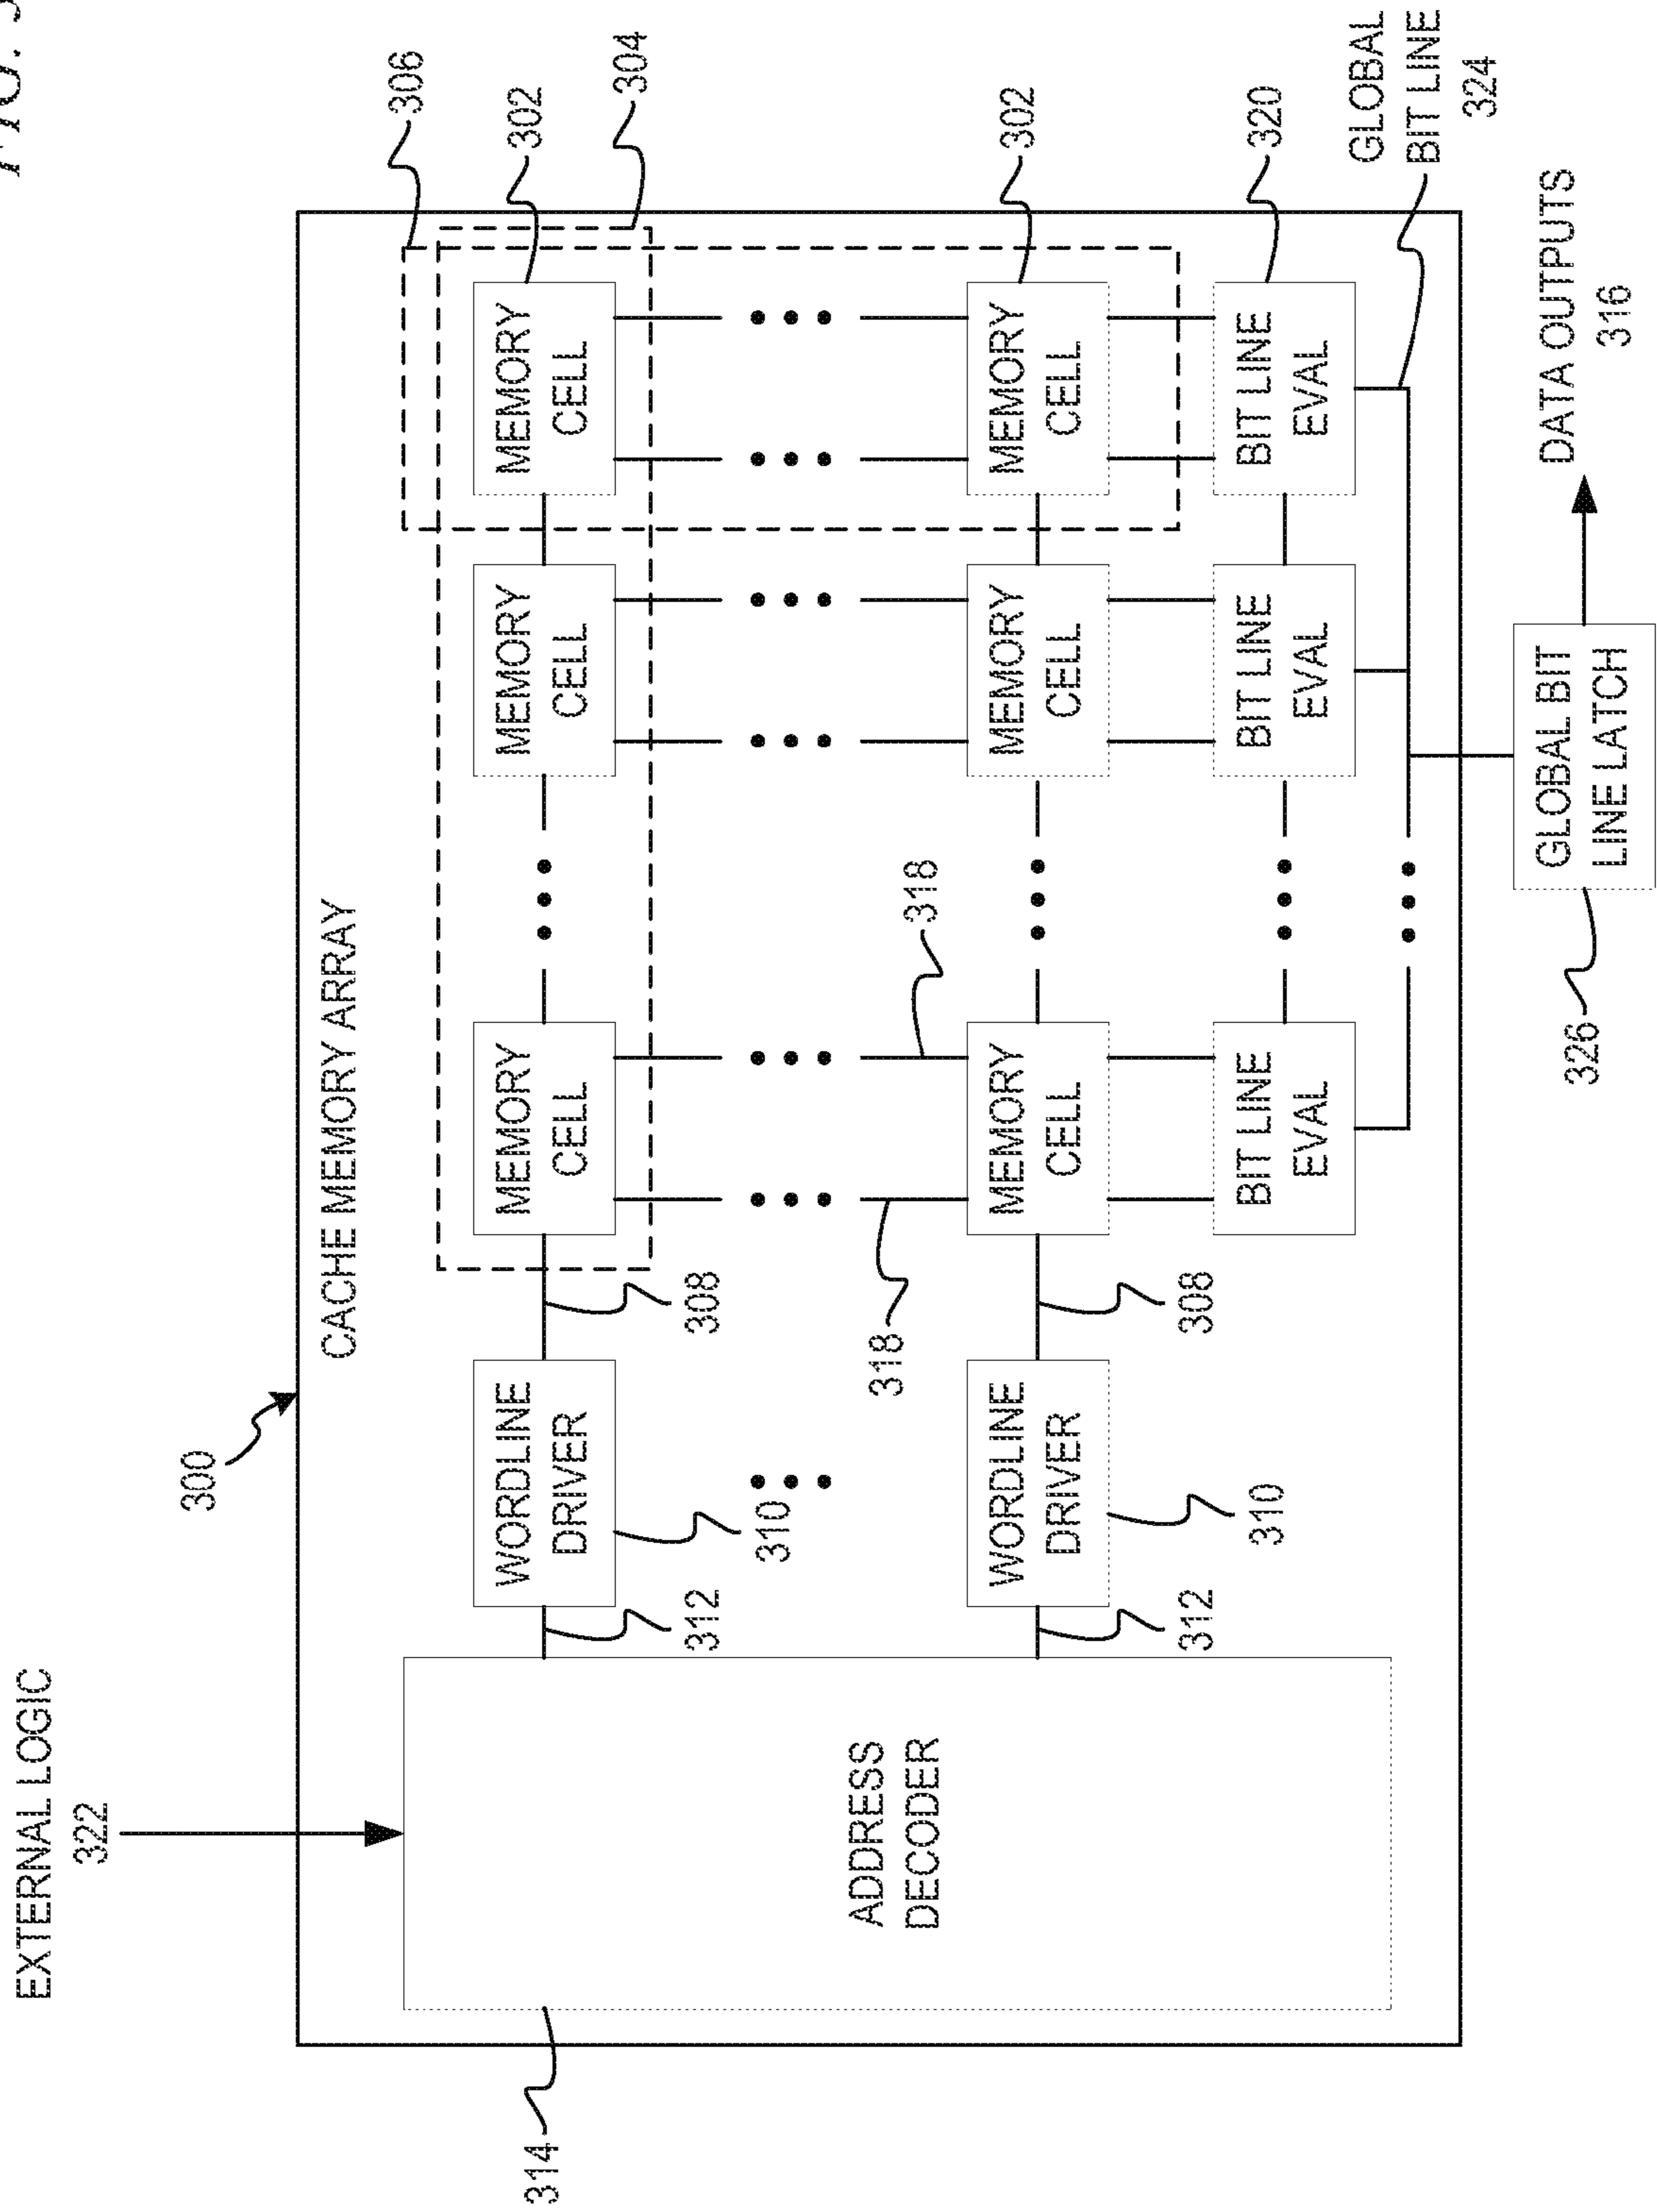 FIG. 3
EXTERNAL LOGIC
322
300
CACHE MEMORY ARRAY
306
304
314
WORDLINE
DRIVER
MEMORY
CELL
MEMORY
CELL
MEMORY
CELL
302
312
308
310
318
318
ADDRESS
DECODER
WORDLINE
DRIVER
MEMORY
CELL
MEMORY
CELL
MEMORY
CELL
302
312
308
310
BIT LINE
EVAL
BIT LINE
EVAL
BIT LINE
EVAL
320
GLOBAL
BIT LINE
324
326
GLOBAL BIT
LINE LATCH
DATA OUTPUTS
316